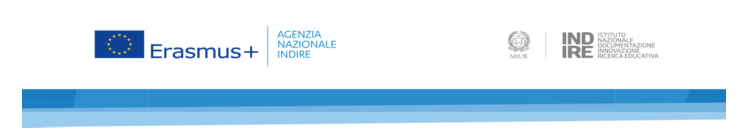 Erasmus+
AGENZIA
NAZIONALE
INDIRE
MIUR
IND
IRE
ISTITUTO
NAZIONALE
DOCUMENTAZIONE
INNOVAZIONE
RICERCA EDUCATIVA